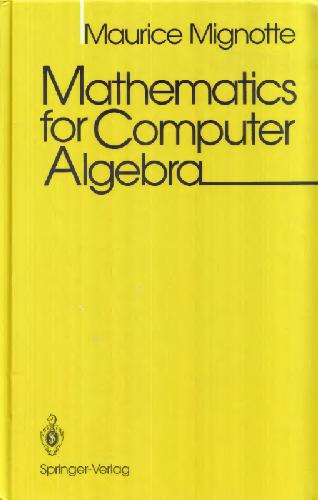 Maurice Mignotte
Mathematics
for Computer
Algebra
Springer-Verlag